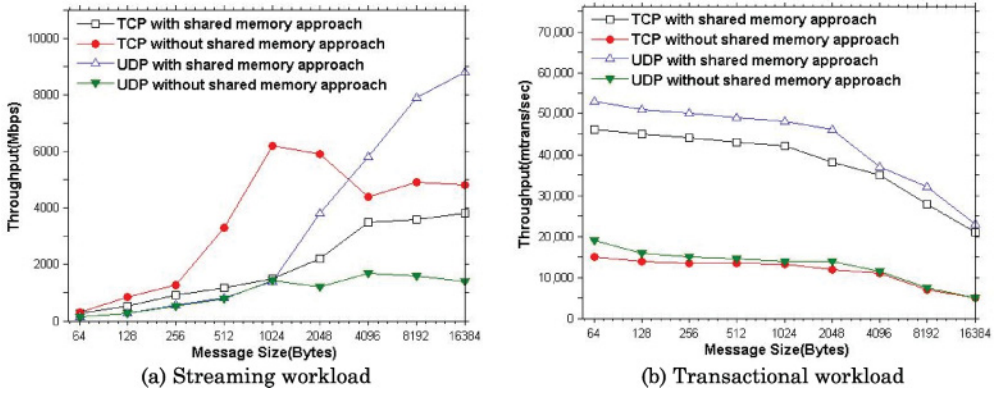 TCP with shared memory approach
TCP without shared memory approach
UDP with shared memory approach
UDP without shared memory approach
Throughput(Mbps)
10000
8000
6000
4000
2000
0
64 128 256 512 1024 2048 4096 8192 16384
Message Size(Bytes)
(a) Streaming workload
TCP with shared memory approach
TCP without shared memory approach
UDP with shared memory approach
UDP without shared memory approach
Throughput(mtrans/sec)
70,000
60,000
50,000
40,000
30,000
20,000
10,000
0
64 128 256 512 1024 2048 4096 8192 16384
Message Size(Bytes)
(b) Transactional workload